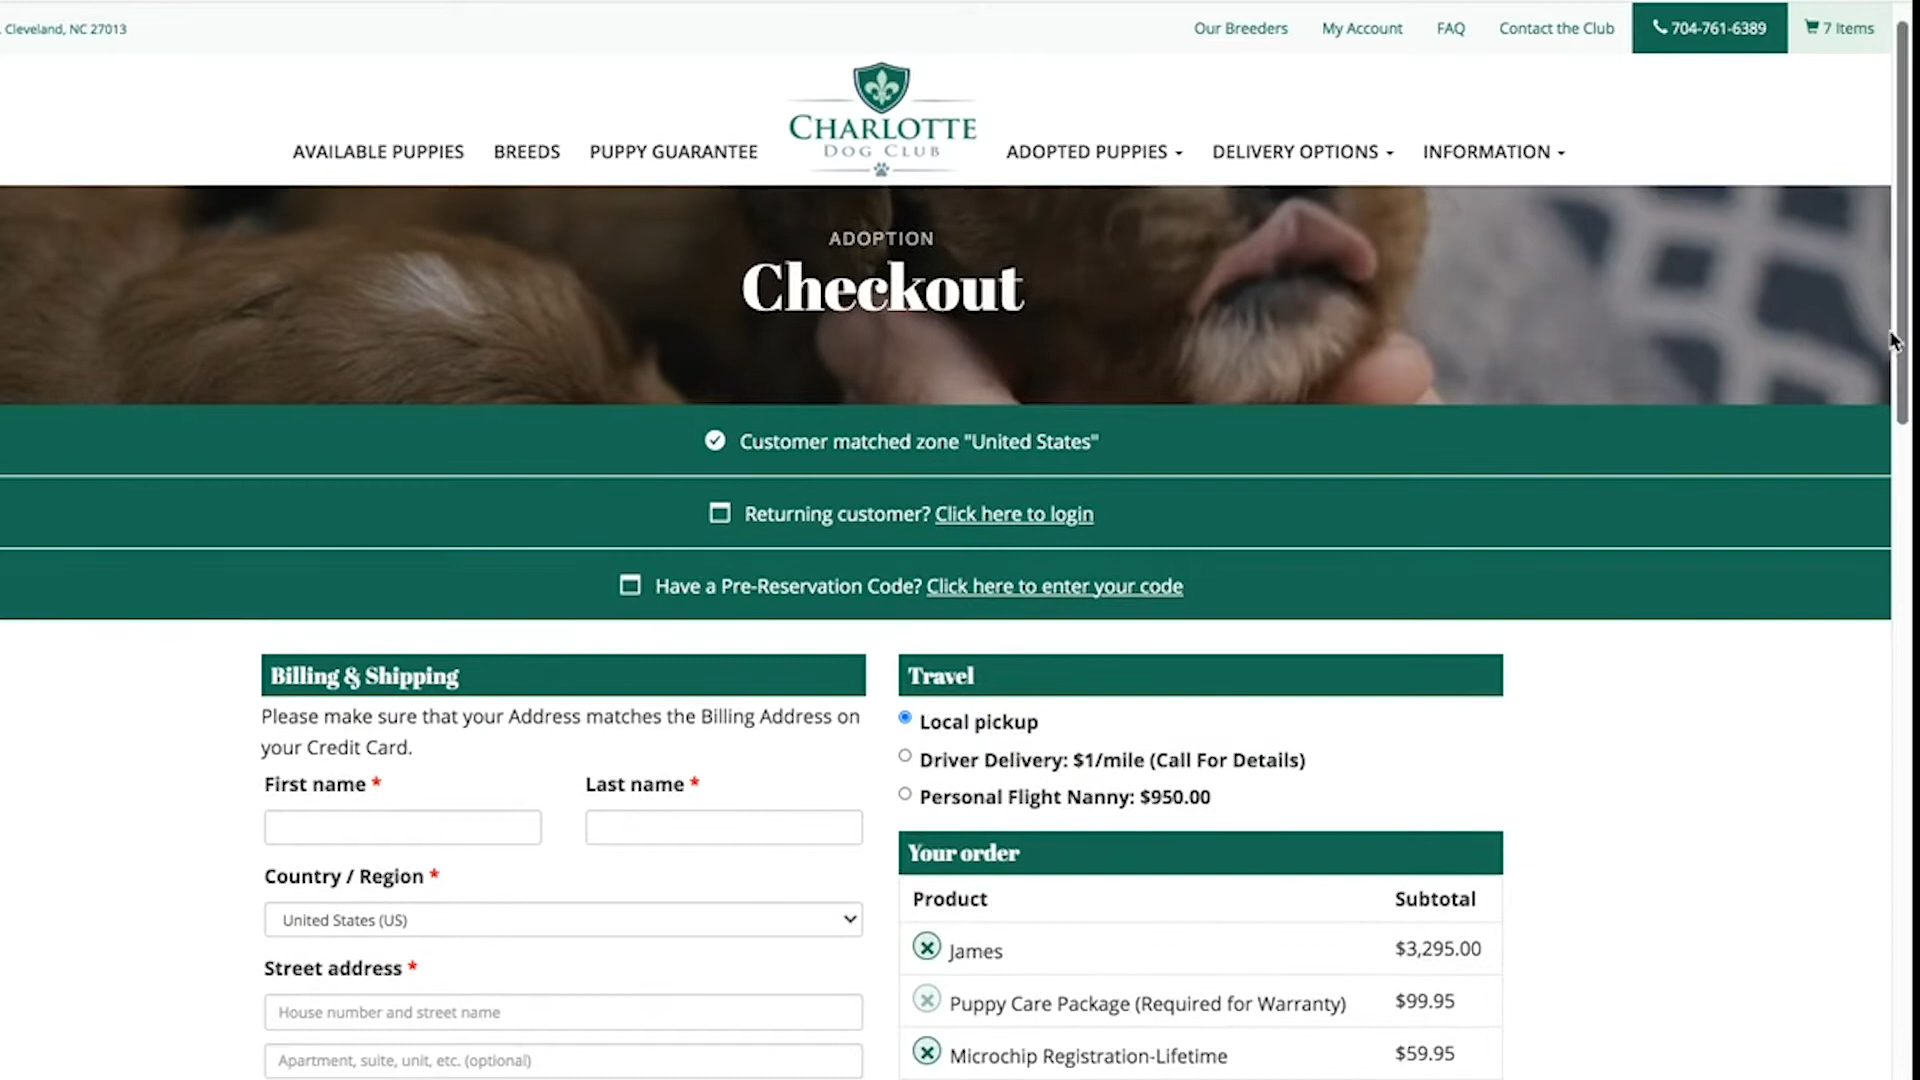 Cleveland, NC 27013
Our Breeders
My Account
FAQ
Contact the Club
704-761-6389
7 Items
AVAILABLE PUPPIES
BREEDS
PUPPY GUARANTEE
CHARLOTTE
DOG CLUB
ADOPTED PUPPIES
DELIVERY OPTIONS
INFORMATION
ADOPTION
Checkout
Customer matched zone "United States"
Returning customer? Click here to login
Have a Pre-Reservation Code? Click here to enter your code
Billing & Shipping
Please make sure that your Address matches the Billing Address on
your Credit Card.
First name *
Last name *
Country / Region *
United States (US)
Street address *
House number and street name
Apartment, suite, unit, etc. (optional)
Travel
Local pickup
Driver Delivery: $1/mile (Call For Details)
Personal Flight Nanny: $950.00
Your order
Product Subtotal
James $3,295.00
Puppy Care Package (Required for Warranty) $99.95
Microchip Registration-Lifetime $59.95